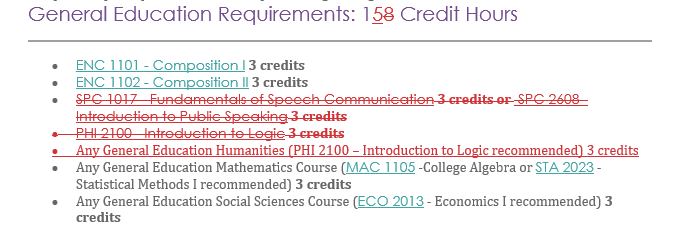 General Education Requirements: 158 Credit Hours
ENC 1101 - Composition I 3 credits
ENC 1102 - Composition II 3 credits
SPC 1017 - Fundamentals of Speech Communication 3 credits or SPC 2608 -
Introduction to Public Speaking 3 credits
PHI 2100 - Introduction to Logic 3 credits
Any General Education Humanities (PHI 2100 – Introduction to Logic recommended) 3 credits
Any General Education Mathematics Course (MAC 1105 -College Algebra or STA 2023 -
Statistical Methods I recommended) 3 credits
Any General Education Social Sciences Course (ECO 2013 - Economics I recommended) 3
credits